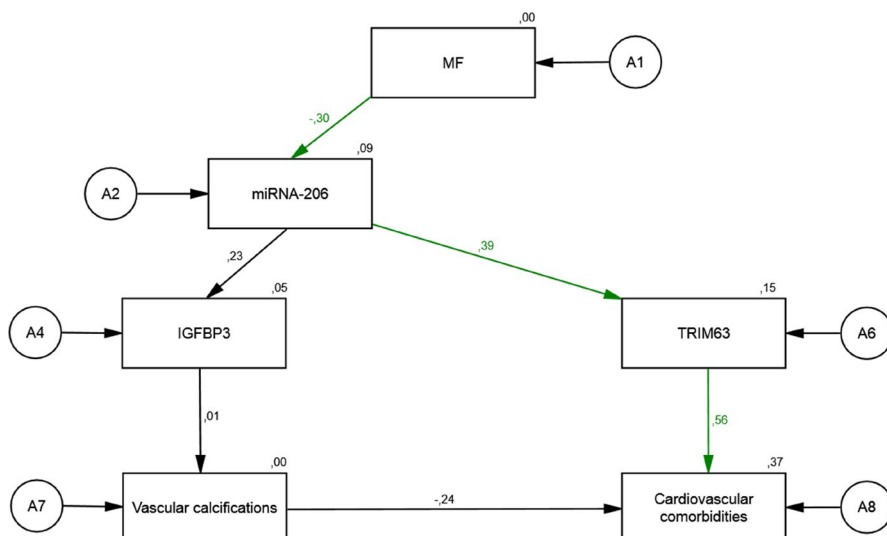 ,00
MF
A1
-,30
,09
A2
miRNA-206
,23
,39
,05
,15
A4
IGFBP3
TRIM63
A6
,01
,56
,00
,37
A7
Vascular calcifications
-,24
Cardiovascular
comorbidities
A8